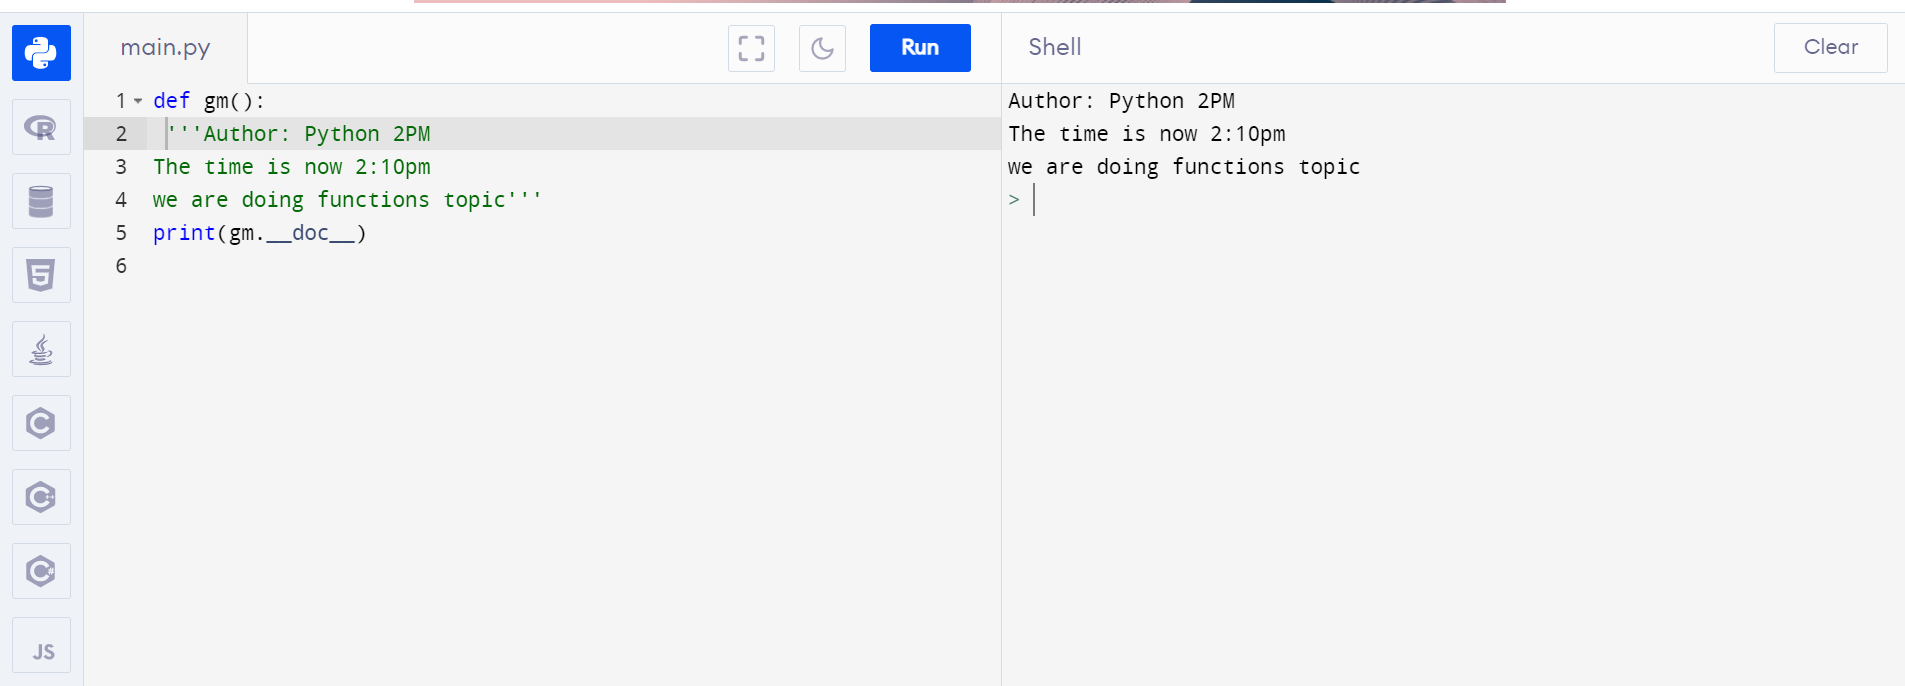 main.py
Run
Shell
Clear
1 def gm():
2  '''Author: Python 2PM
3 The time is now 2:10pm
4 we are doing functions topic'''
5 print(gm.__doc__)
6
Author: Python 2PM
The time is now 2:10pm
we are doing functions topic
>
R
5
C
C++
C#
JS